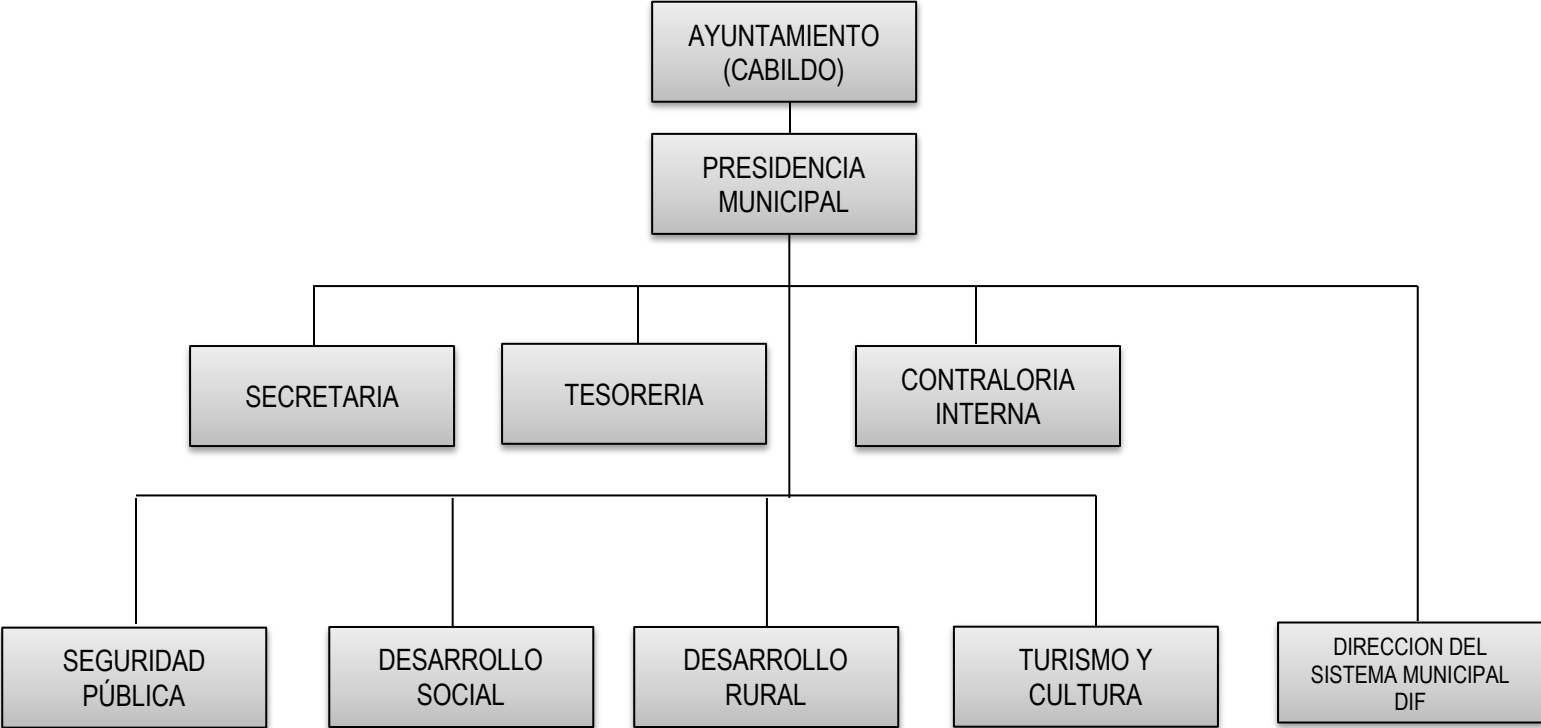 AYUNTAMIENTO
(CABILDO)
PRESIDENCIA
MUNICIPAL
SECRETARIA
TESORERIA
CONTRALORIA
INTERNA
SEGURIDAD
PÚBLICA
DESARROLLO
SOCIAL
DESARROLLO
RURAL
TURISMO Y
CULTURA
DIRECCION DEL
SISTEMA MUNICIPAL
DIF